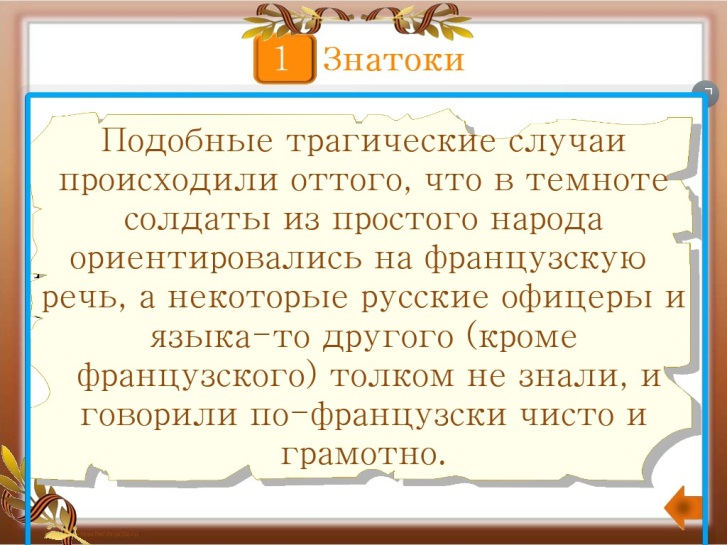 1 Знатоки
Подобные трагические случаи
происходили оттого, что в темноте
солдаты из простого народа
ориентировались на французскую
речь, а некоторые русские офицеры и
языка-то другого (кроме
французского) толком не знали, и
говорили по-французски чисто и
грамотно.